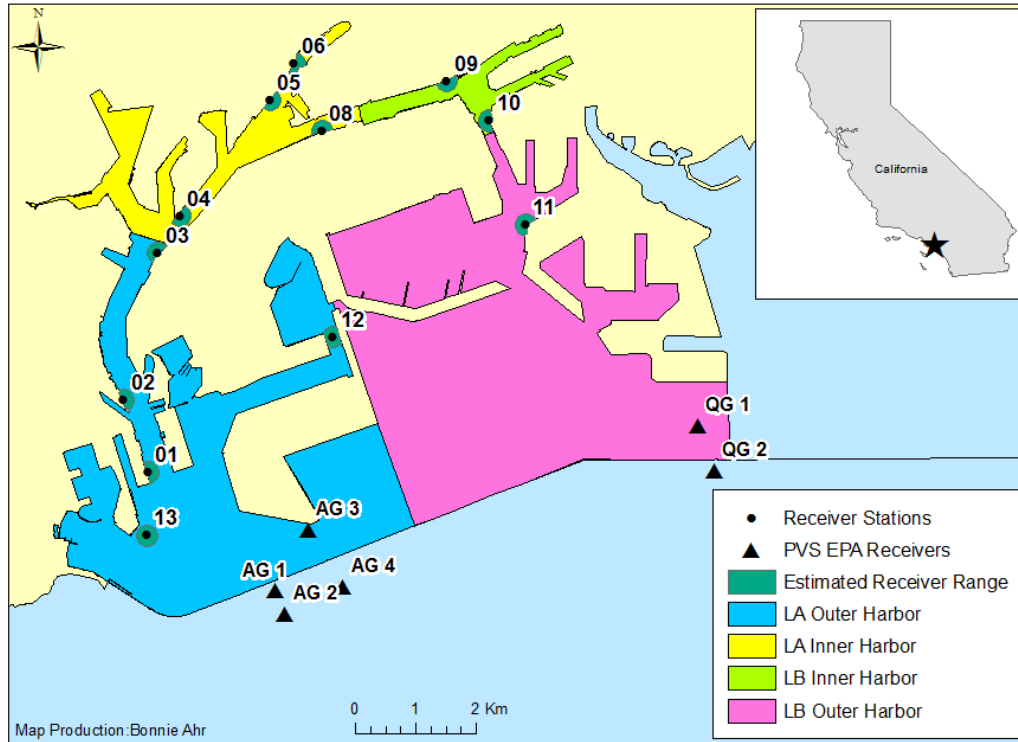 N
06
09
05
10
08
California
04
11
03
12
02
QG 1
QG 2
01
13
AG 3
AG 1
AG 4
AG 2
Receiver Stations
PVS EPA Receivers
Estimated Receiver Range
LA Outer Harbor
LA Inner Harbor
LB Inner Harbor
LB Outer Harbor
0 1 2 Km
Map Production:Bonnie Ahr